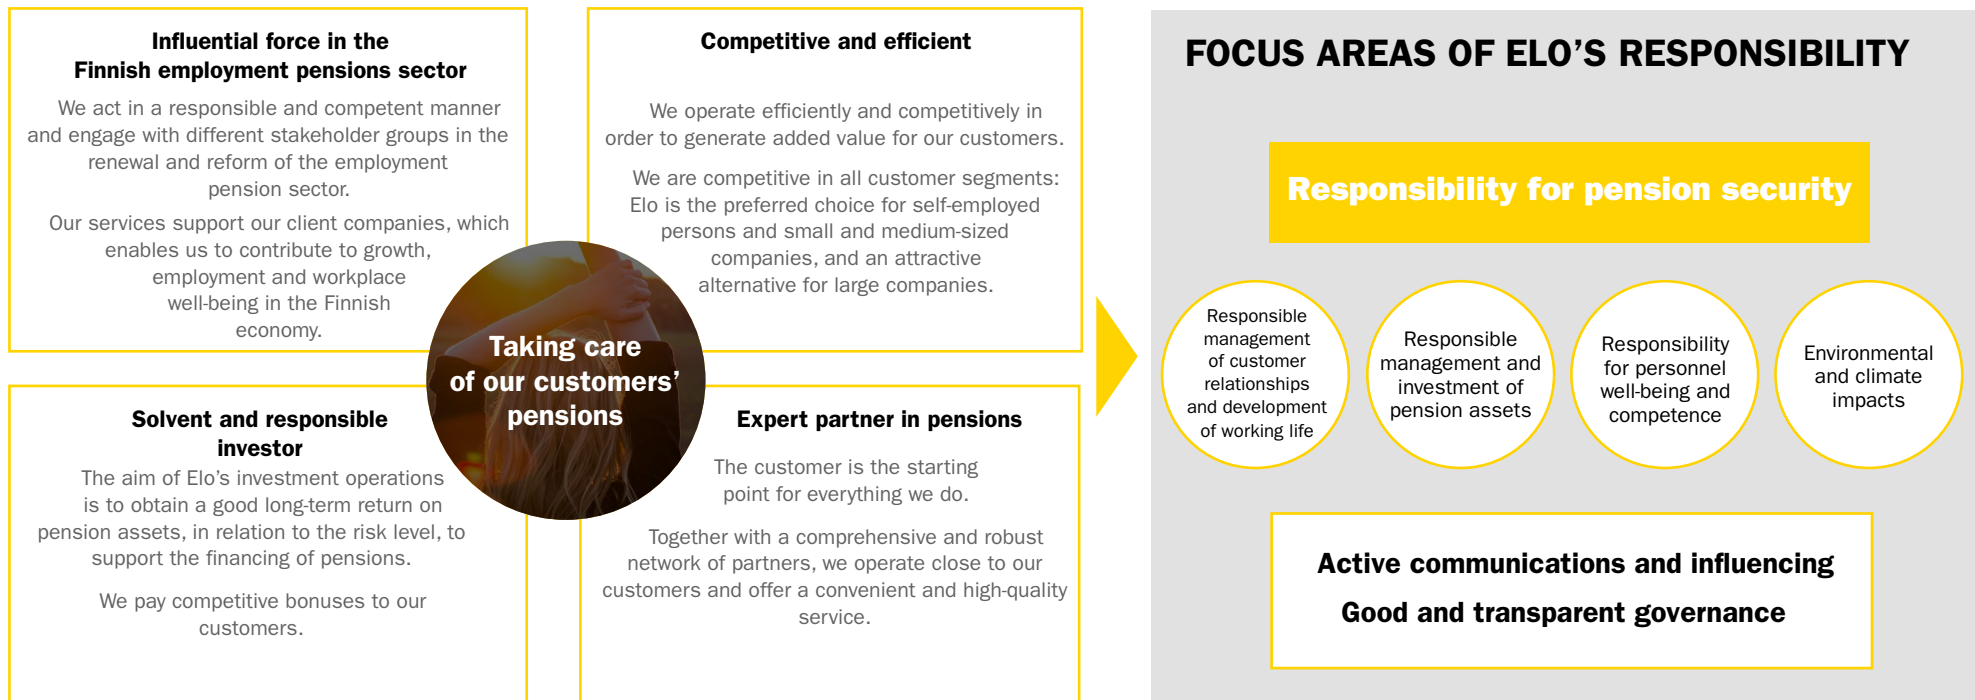 Influential force in the
Finnish employment pensions sector
We act in a responsible and competent manner
and engage with different stakeholder groups in the
renewal and reform of the employment
pension sector.
Our services support our client companies, which
enables us to contribute to growth,
employment and workplace
well-being in the Finnish
economy.
Competitive and efficient
We operate efficiently and competitively in
order to generate added value for our customers.
We are competitive in all customer segments:
Elo is the preferred choice for self-employed
persons and small and medium-sized
companies, and an attractive
alternative for large companies.
Taking care
of our customers’
pensions
Solvent and responsible
investor
The aim of Elo’s investment operations
is to obtain a good long-term return on
pension assets, in relation to the risk level, to
support the financing of pensions.
We pay competitive bonuses to our
customers.
Expert partner in pensions
The customer is the starting
point for everything we do.
Together with a comprehensive and robust
network of partners, we operate close to our
customers and offer a convenient and high-quality
service.
FOCUS AREAS OF ELO’S RESPONSIBILITY
Responsibility for pension security
Responsible
management
of customer
relationships
and development
of working life
Responsible
management and
investment of
pension assets
Responsibility
for personnel
well-being and
competence
Environmental
and climate
impacts
Active communications and influencing
Good and transparent governance